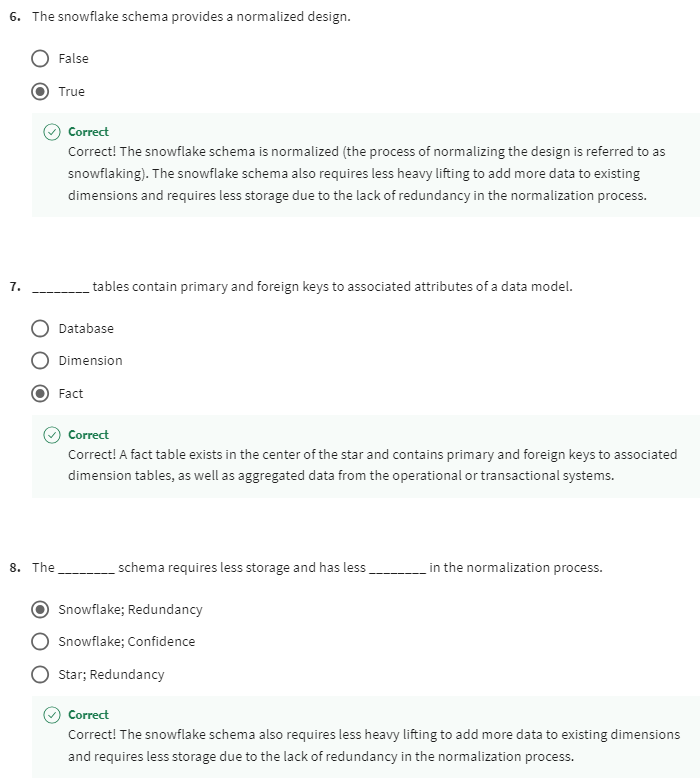 6. The snowflake schema provides a normalized design.
False
True
Correct
Correct! The snowflake schema is normalized (the process of normalizing the design is referred to as
snowflaking). The snowflake schema also requires less heavy lifting to add more data to existing
dimensions and requires less storage due to the lack of redundancy in the normalization process.
7. ________ tables contain primary and foreign keys to associated attributes of a data model.
Database
Dimension
Fact
Correct
Correct! A fact table exists in the center of the star and contains primary and foreign keys to associated
dimension tables, as well as aggregated data from the operational or transactional systems.
8. The ________ schema requires less storage and has less ________ in the normalization process.
Snowflake; Redundancy
Snowflake; Confidence
Star; Redundancy
Correct
Correct! The snowflake schema also requires less heavy lifting to add more data to existing dimensions
and requires less storage due to the lack of redundancy in the normalization process.